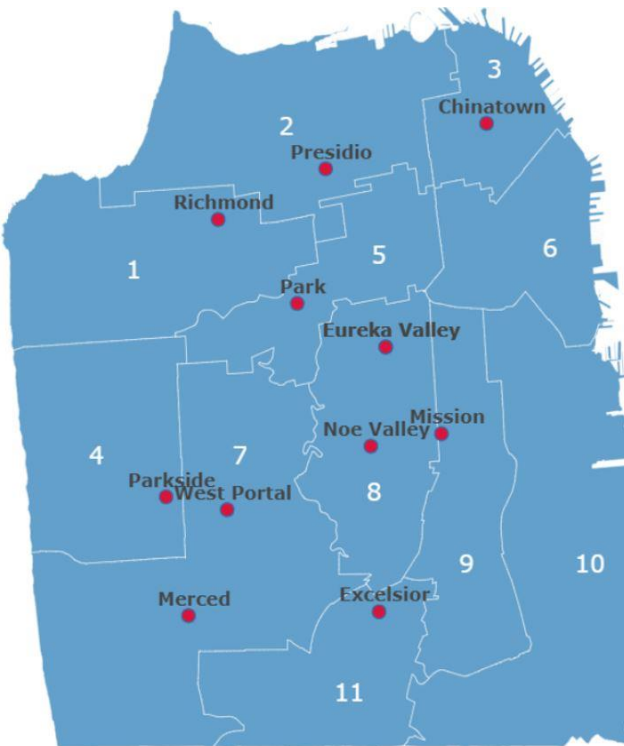 3
Chinatown
2
Presidio
Richmond
5
6
1
Park
Eureka Valley
Mission
Noe Valley
4
7
Parkside
West Portal
8
9
10
Merced
Excelsior
11